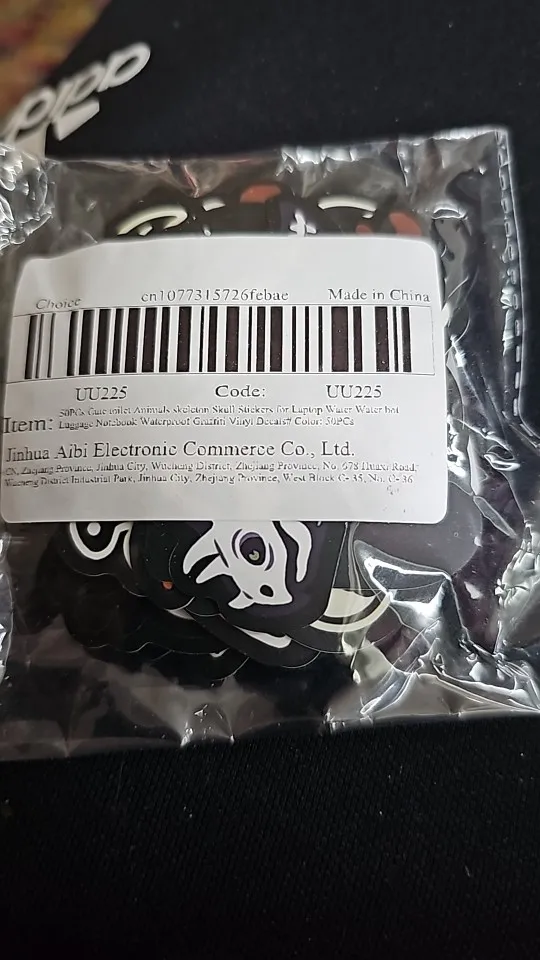 Choice cn1077315726febae Made in China
UU225 Code: UU225
Item: 50PCs Cute inlet Animals skeleton Skull Stickers for Laptop Water Water bot
Luggage Notebook Waterproof Graffiti Vinyl Decals// Color: 50PCs
Jinhua Aibi Electronic Commerce Co., Ltd.
CN, Zhejiang Province, Jinhua City, Wucheng District, Zhejiang Province, No. 678 Huaxi Road,
Wucheng District Industrial Park, Jinhua City, Zhejiang Province, West Block C- 35, No. C- 36